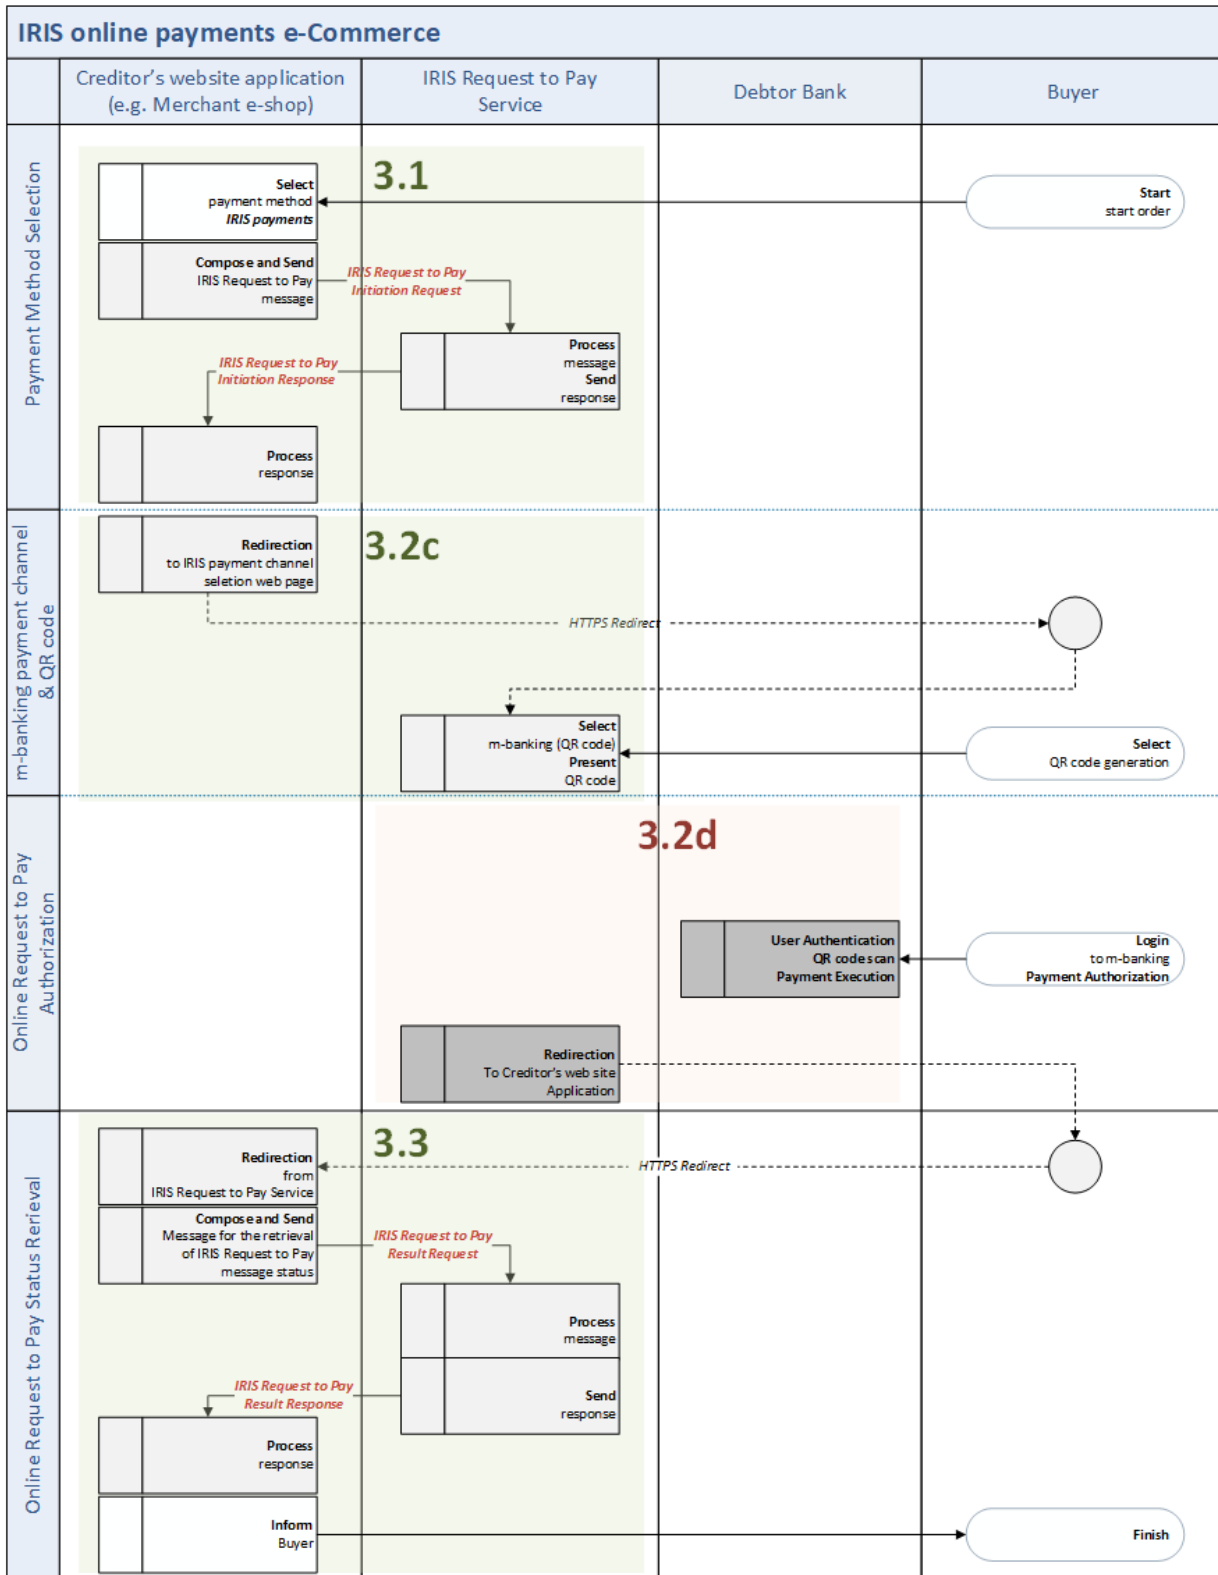 IRIS online payments e-Commerce
Creditor's website application
(e.g. Merchant e-shop)
IRIS Request to Pay
Service
Debtor Bank
Buyer
Payment Method Selection
3.1
Select
payment method
IRIS payments
Start
start order
Compose and Send
IRIS Request to Pay
message
IRIS Request to Pay
Initiation Request
Process
message
Send
response
IRIS Request to Pay
Initiation Response
Process
response
m-banking payment channel
& QR code
3.2c
Redirection
to IRIS payment channel
seletion web page
HTTPS Redirect
Select
m-banking (QR code)
Present
QR code
Select
QR code generation
Online Request to Pay
Authorization
3.2d
User Authentication
QR code scan
Payment Execution
Login
to m-banking
Payment Authorization
Redirection
To Creditor's web site
Application
Online Request to Pay Status Rerieval
3.3
Redirection
from
IRIS Request to Pay Service
HTTPS Redirect
Compose and Send
Message for the retrieval
of IRIS Request to Pay
message status
IRIS Request to Pay
Result Request
Process
message
Send
response
IRIS Request to Pay
Result Response
Process
response
Inform
Buyer
Finish